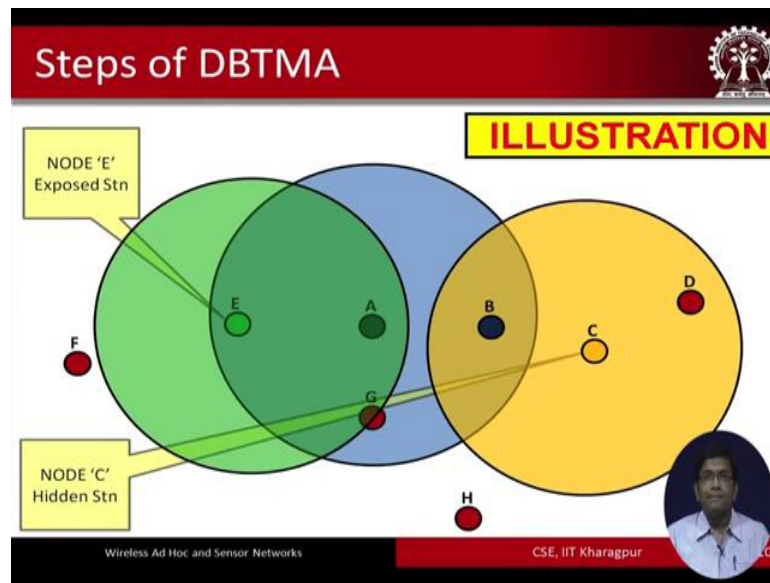 Steps of DBTMA
ILLUSTRATION
NODE 'E'
Exposed Stn
E
A
B
C
D
F
G
NODE 'C'
Hidden Stn
H
Wireless Ad Hoc and Sensor Networks
CSE, IIT Kharagpur